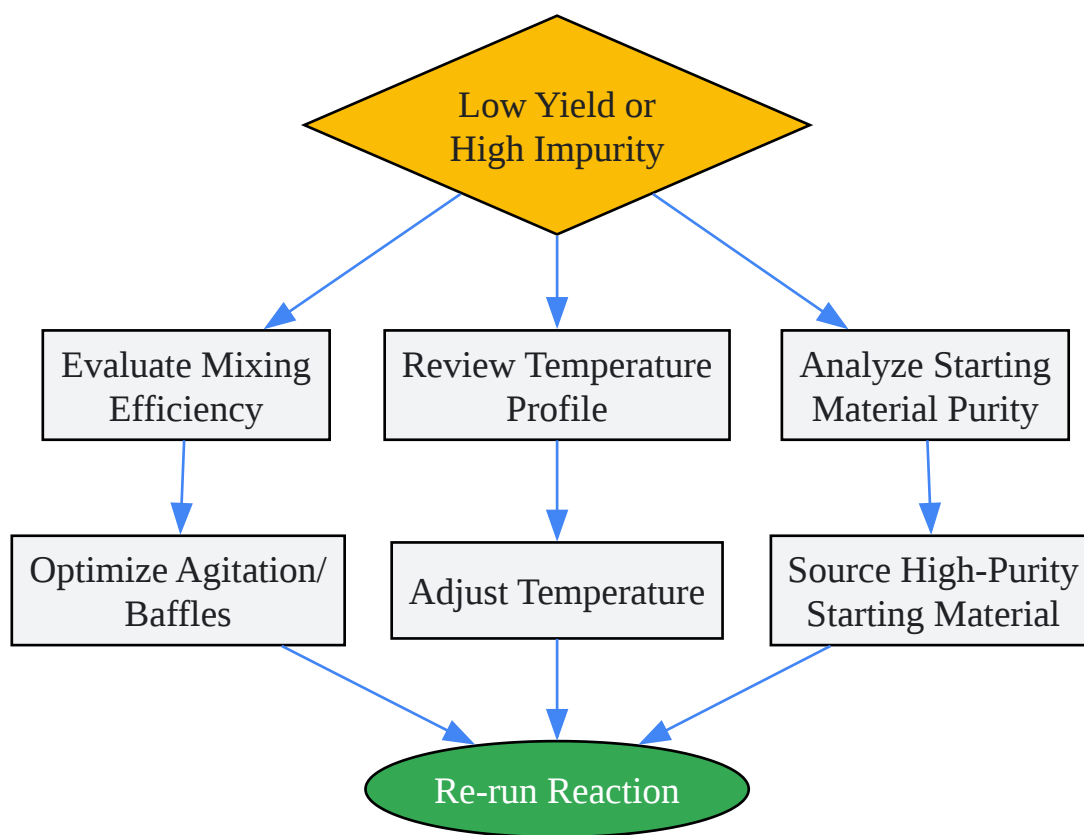 Low Yield or
High Impurity
Evaluate Mixing
Efficiency
Review Temperature
Profile
Analyze Starting
Material Purity
Optimize Agitation/
Baffles
Adjust Temperature
Source High-Purity
Starting Material
Re-run Reaction